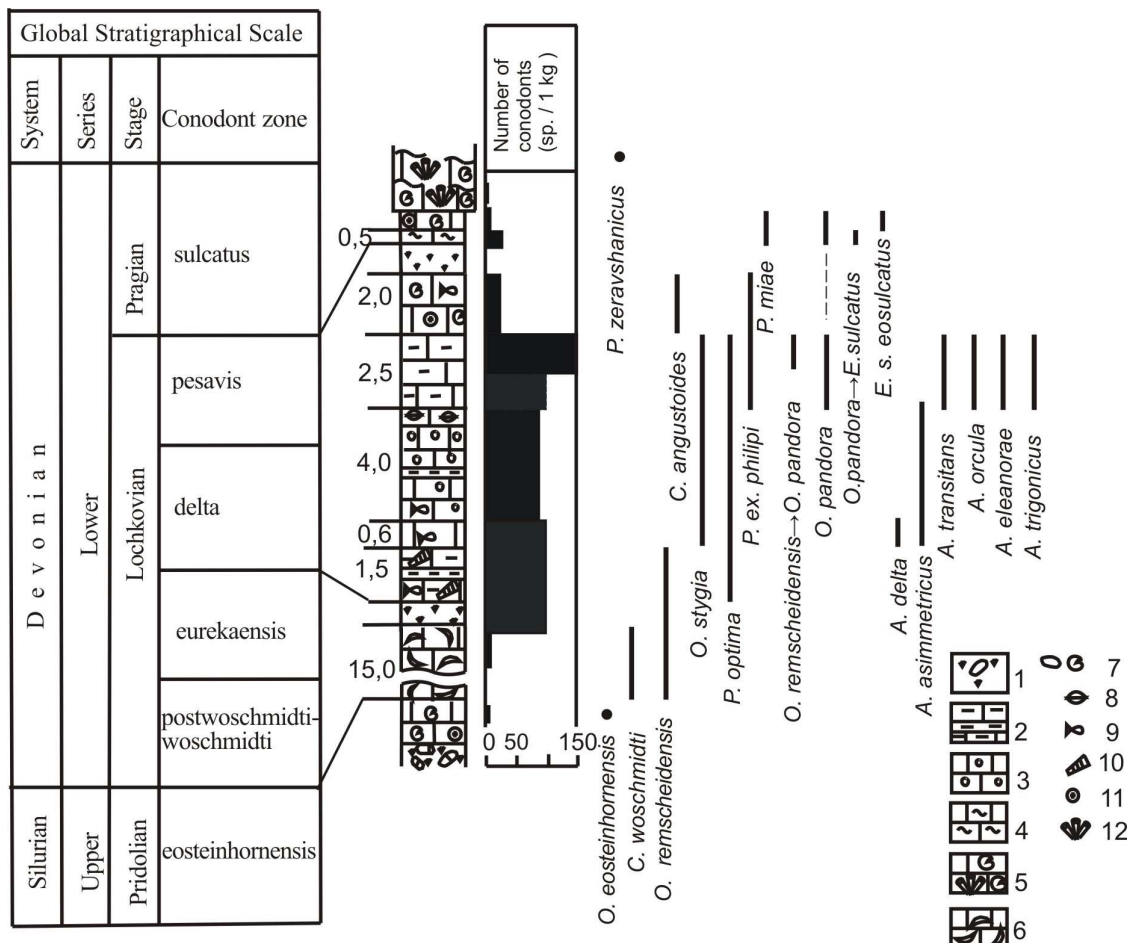 Global Stratigraphical Scale
System
Series
Stage
Conodont zone
Number of
conodonts
(sp. / 1 kg )
Devonian
Lower
Pragian
sulcatus
Lochkovian
pesavis
delta
eurekaensis
postwoschmidti-
woschmidti
Silurian
Upper
Pridolian
eosteinhornensis
0,5
2,0
2,5
4,0
0,6
1,5
15,0
0 50 150
O. eosteinhornensis
P. zeravshanicus
C. woschmidti
O. remscheidensis
C. angustoides
O. stygia
P. optima
P. ex. philipi
P. miae
O. remscheidensis→O. pandora
O. pandora
O.pandora→E.sulcatus
E. s. eosulcatus
A. delta
A. asimmetricus
A. transitans
A. orcula
A. eleanorae
A. trigonicus
1
2
3
4
5
6
7
8
9
10
11
12